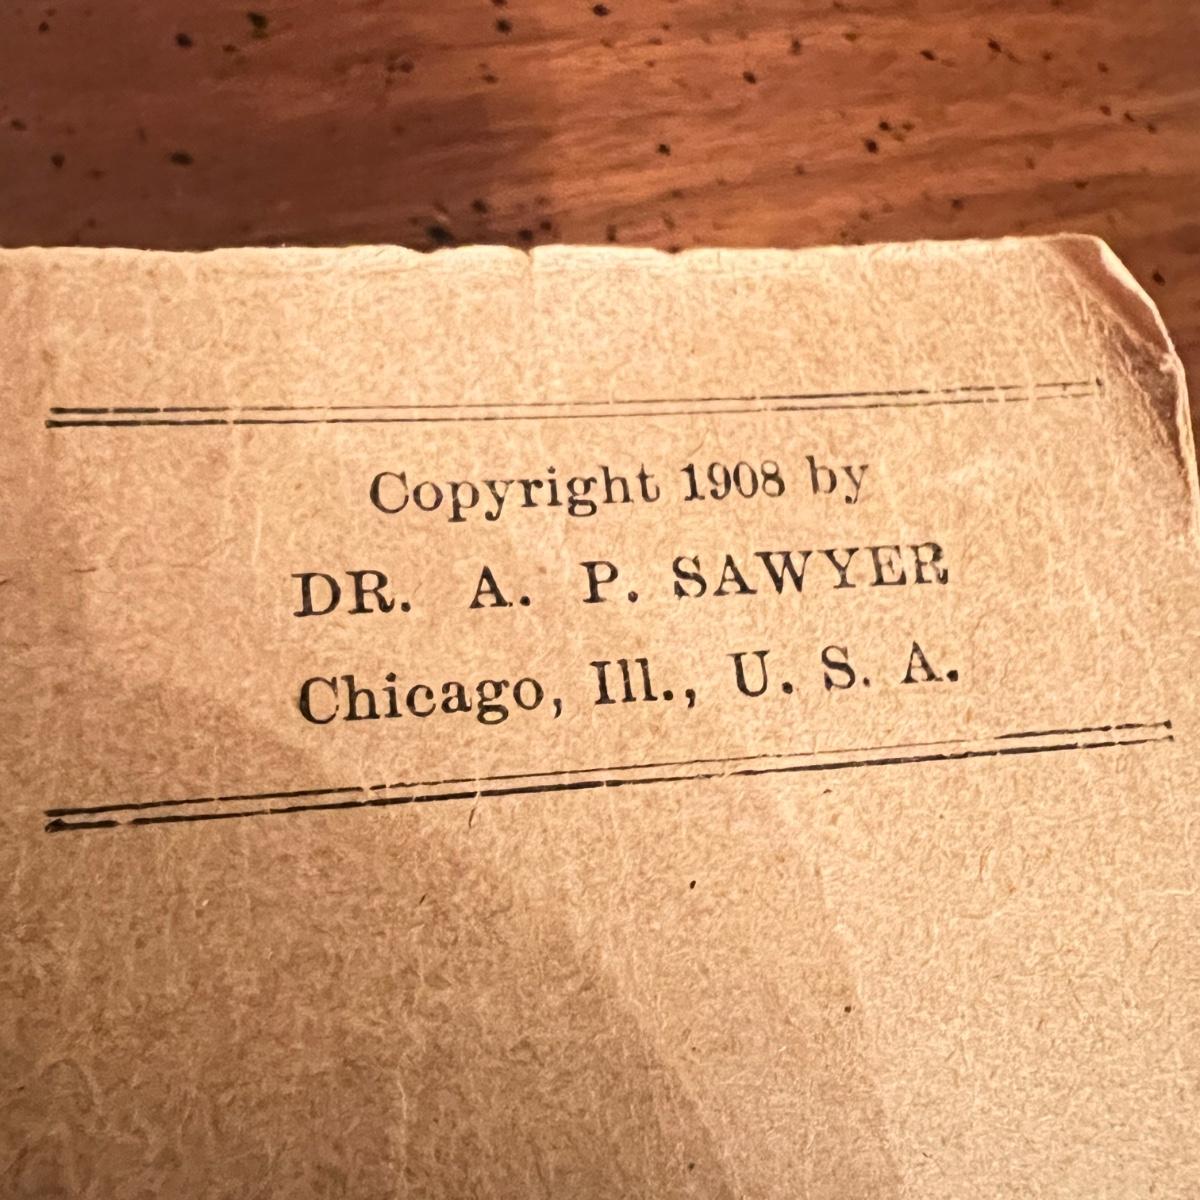 Copyright 1908 by
DR. A. P. SAWYER
Chicago, Ill., U. S. A.